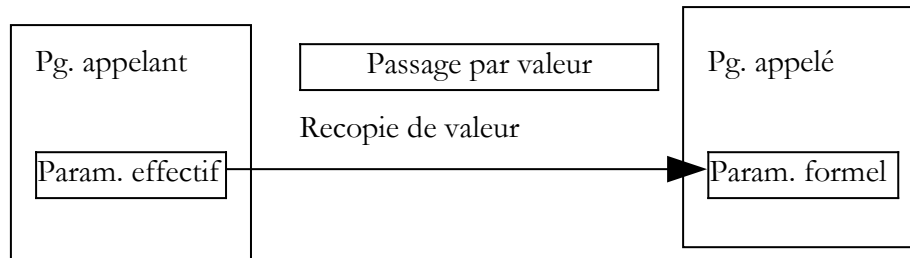 Pg. appelant
Passage par valeur
Pg. appelé
Recopie de valeur
Param. effectif
Param. formel